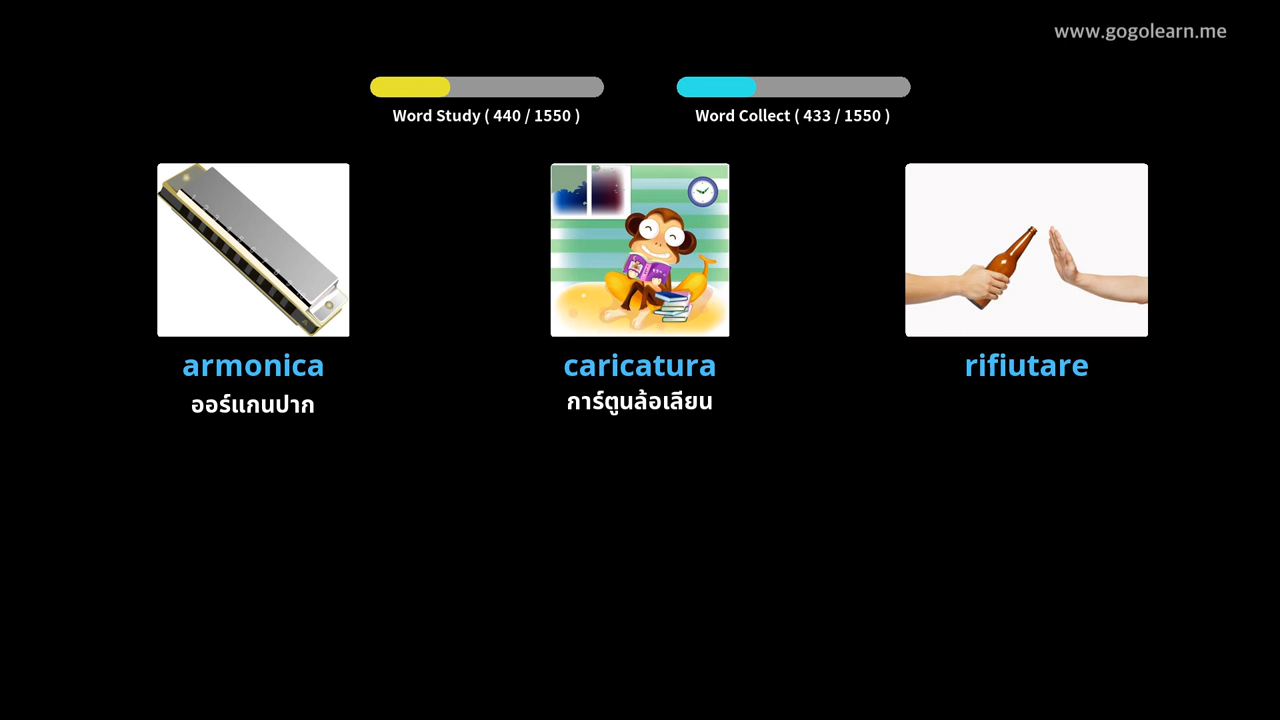 www.gogolearn.me
Word Study ( 440 / 1550 )
Word Collect ( 433 / 1550 )
armonica
ออร์แกนปาก
caricatura
การ์ตูนล้อเลียน
rifiutare